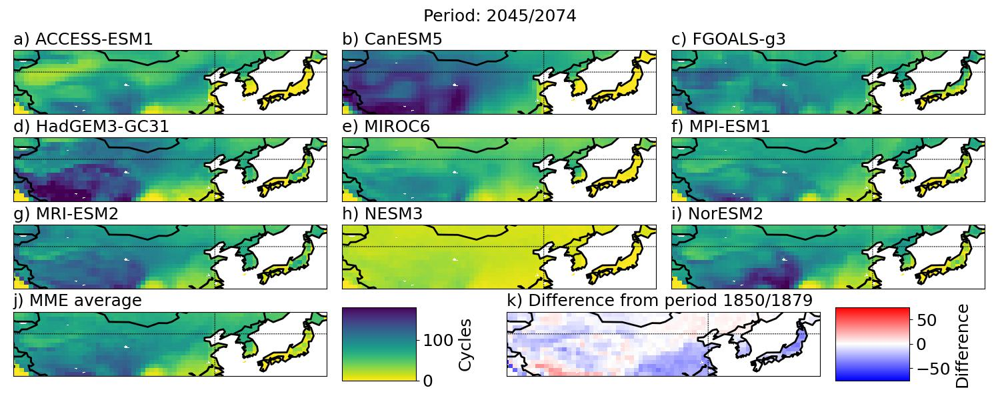 Period: 2045/2074
a) ACCESS-ESM1
b) CanESM5
c) FGOALS-g3
d) HadGEM3-GC31
e) MIROC6
f) MPI-ESM1
g) MRI-ESM2
h) NESM3
i) NorESM2
j) MME average
100
0
Cycles
k) Difference from period 1850/1879
50
0
−50
Difference